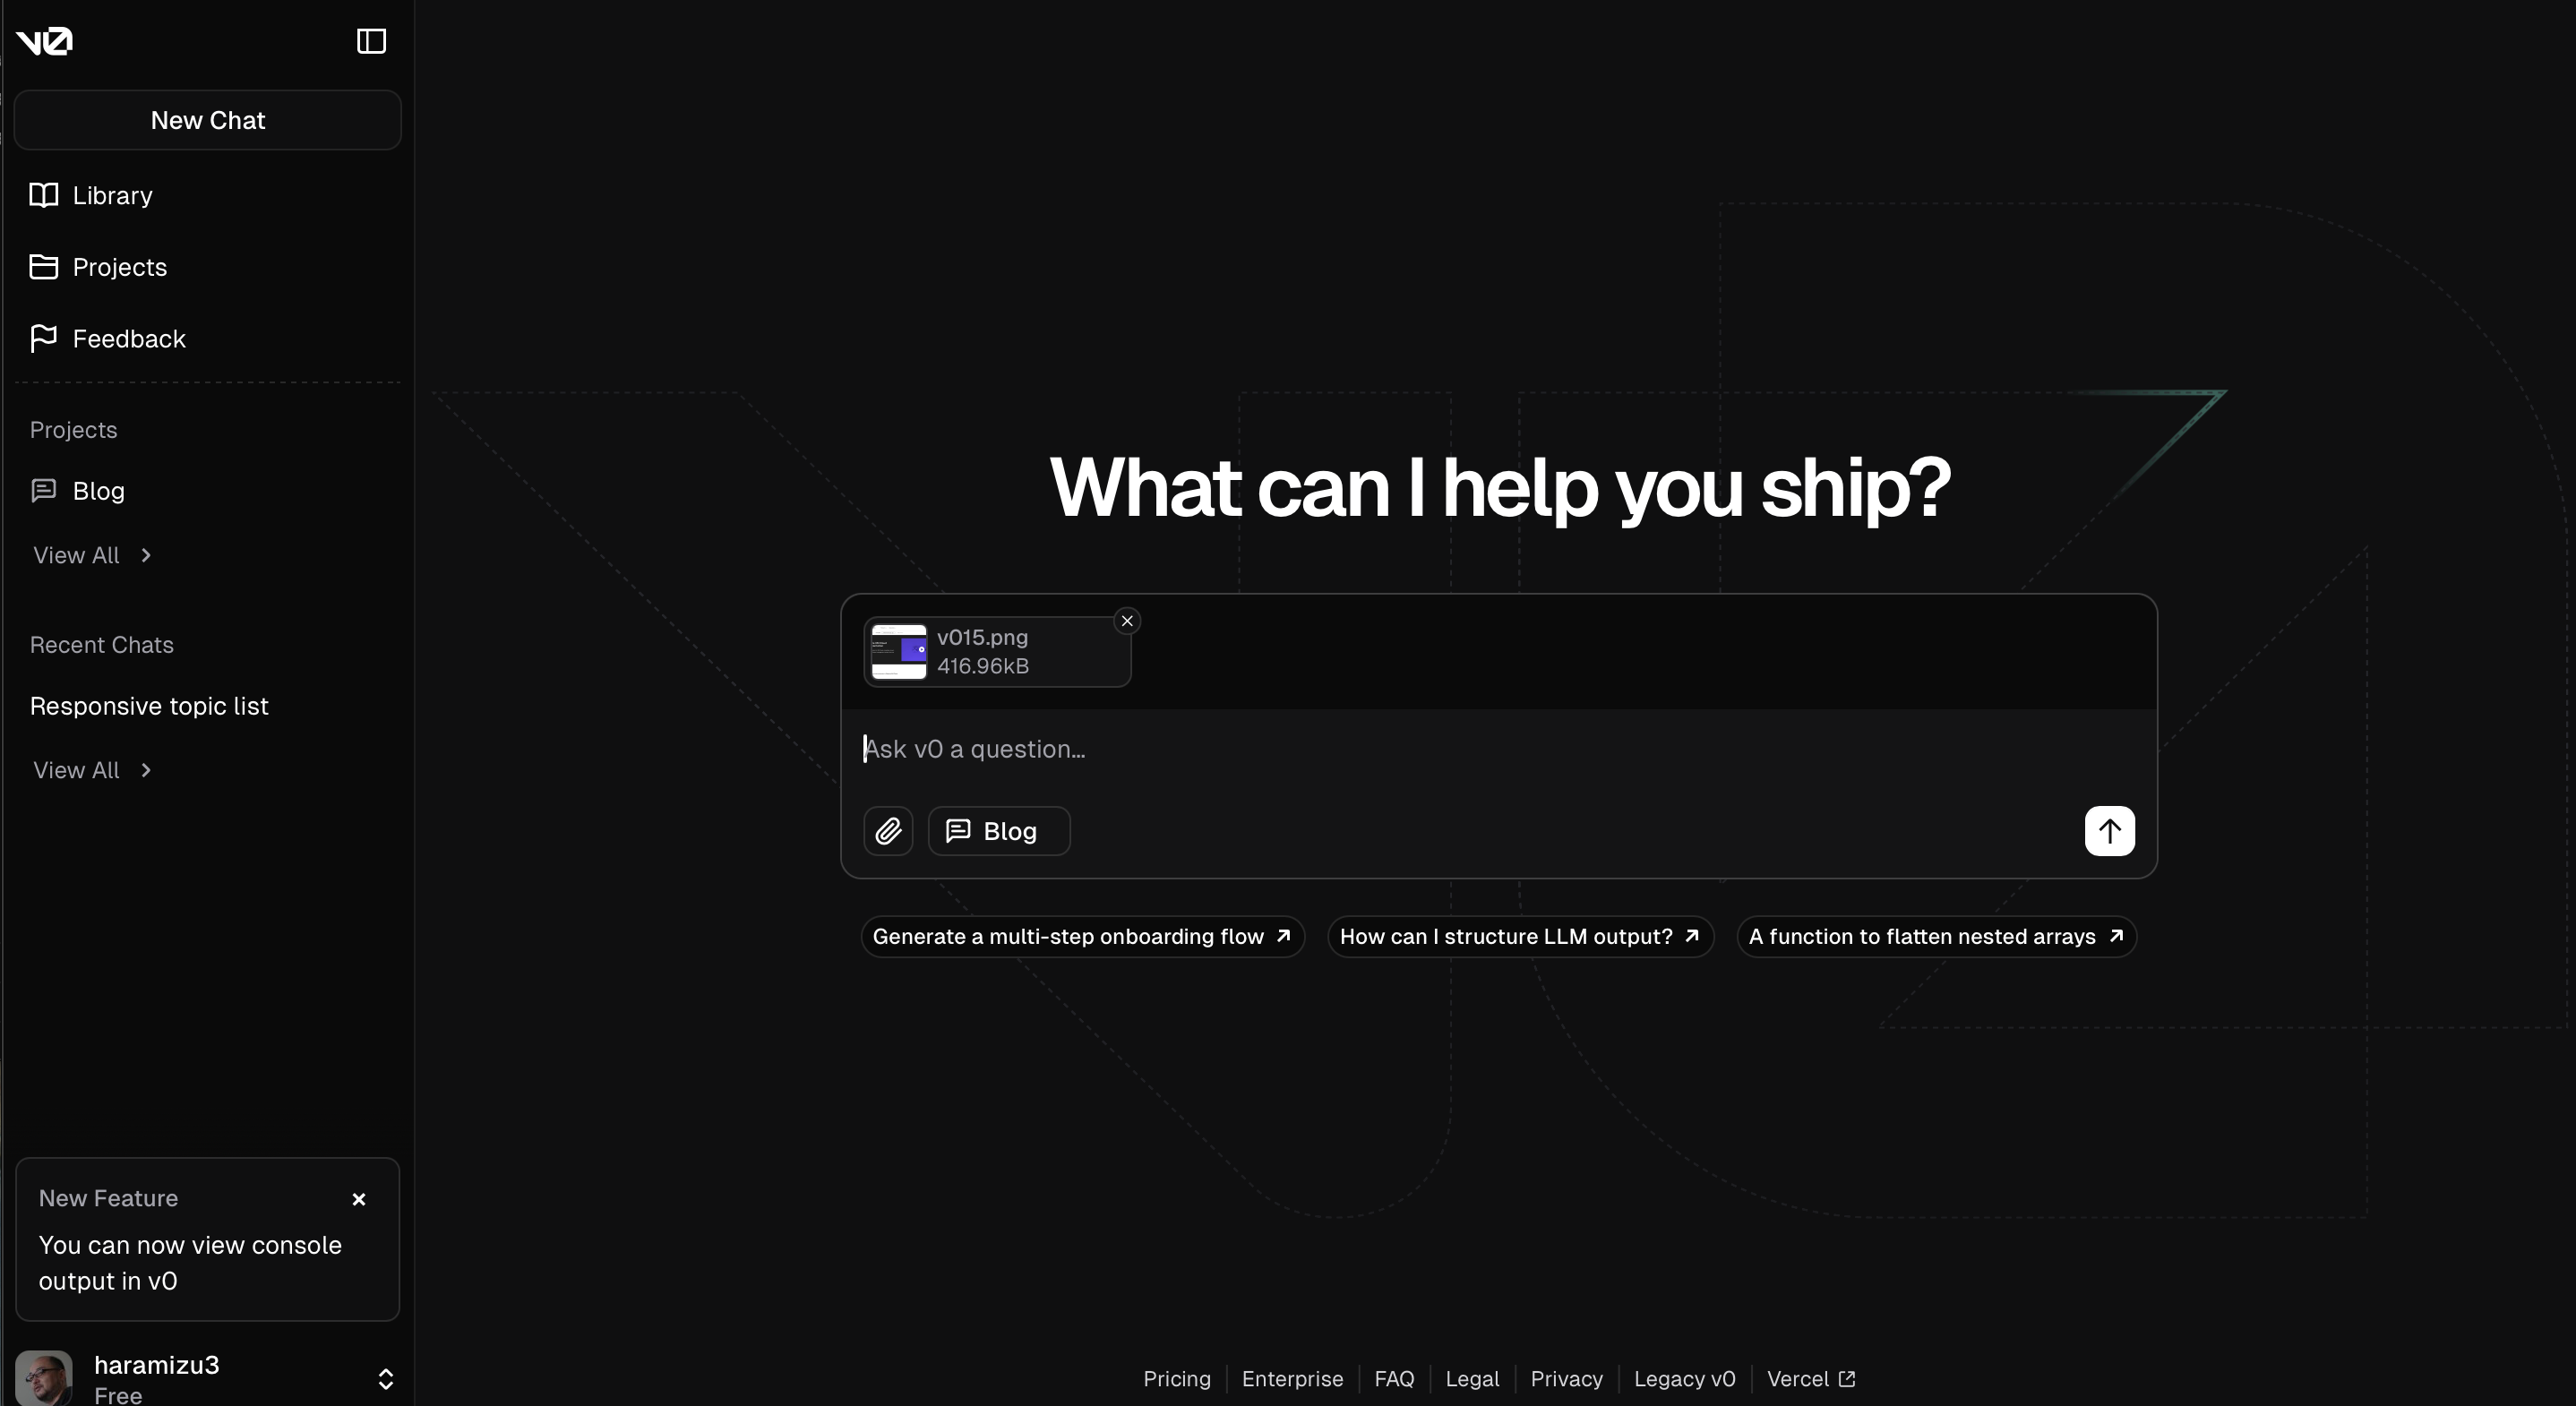 v0
New Chat
Library
Projects
Feedback
Projects
Blog
View All
Recent Chats
Responsive topic list
View All
New Feature
You can now view console
output in v0
haramizu3
Free
What can I help you ship?
v015.png
416.96kB
Ask v0 a question...
Blog
Generate a multi-step onboarding flow
How can I structure LLM output?
A function to flatten nested arrays
Pricing
Enterprise
FAQ
Legal
Privacy
Legacy v0
Vercel